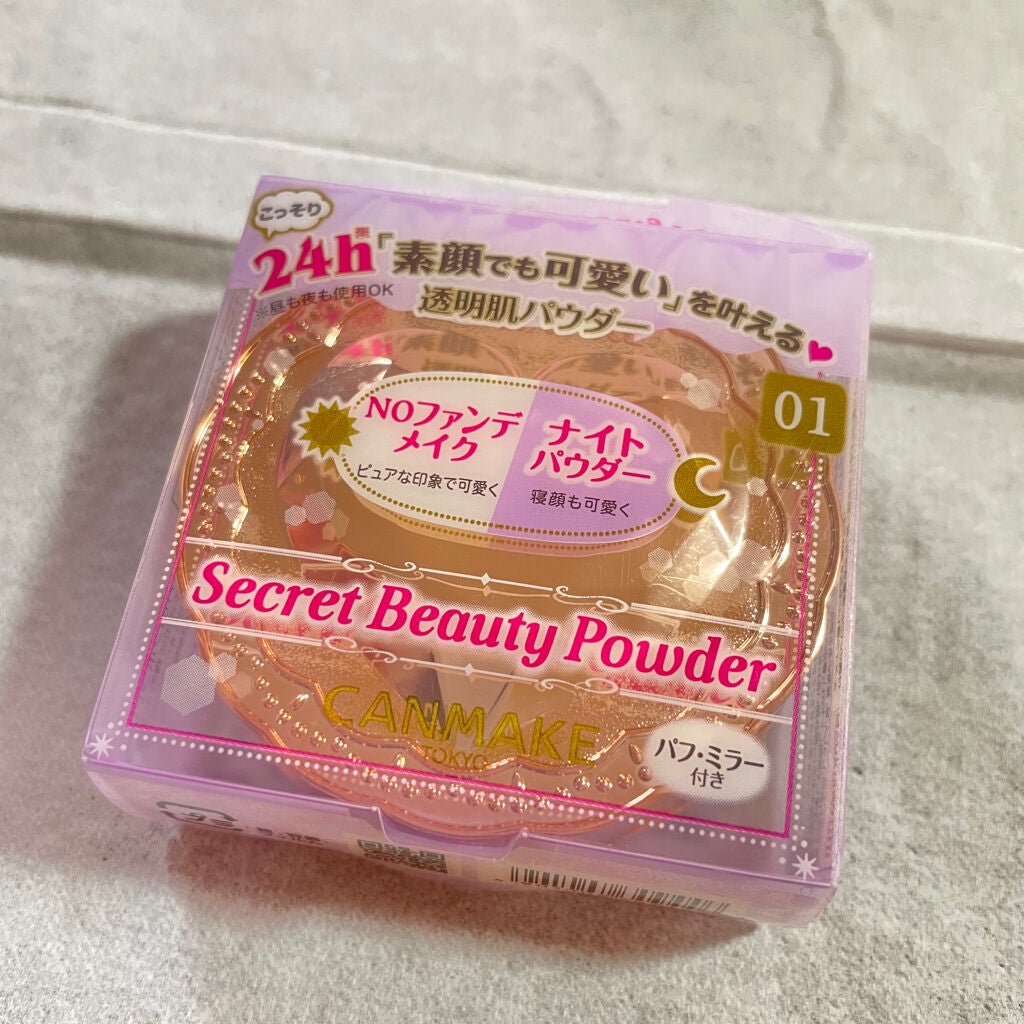 こっそり
24h※「素顔でも可愛い」を叶える
※昼も夜も使用OK
透明肌パウダー
01
NOファンデ
メイク
ピュアな印象で可愛く
ナイト
パウダー
寝顔も可愛く
Secret Beauty Powder
CANMAKE
TOKYO
パフ・ミラー
付き
プラ